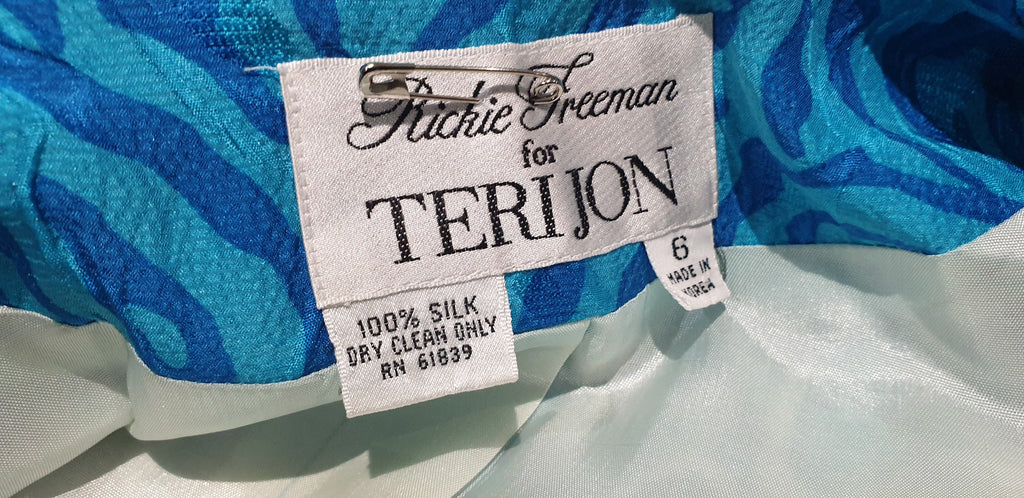 Rickie Freeman
for
TERI JON
6
MADE IN
KOREA
100% SILK
DRY CLEAN ONLY
RN 61839